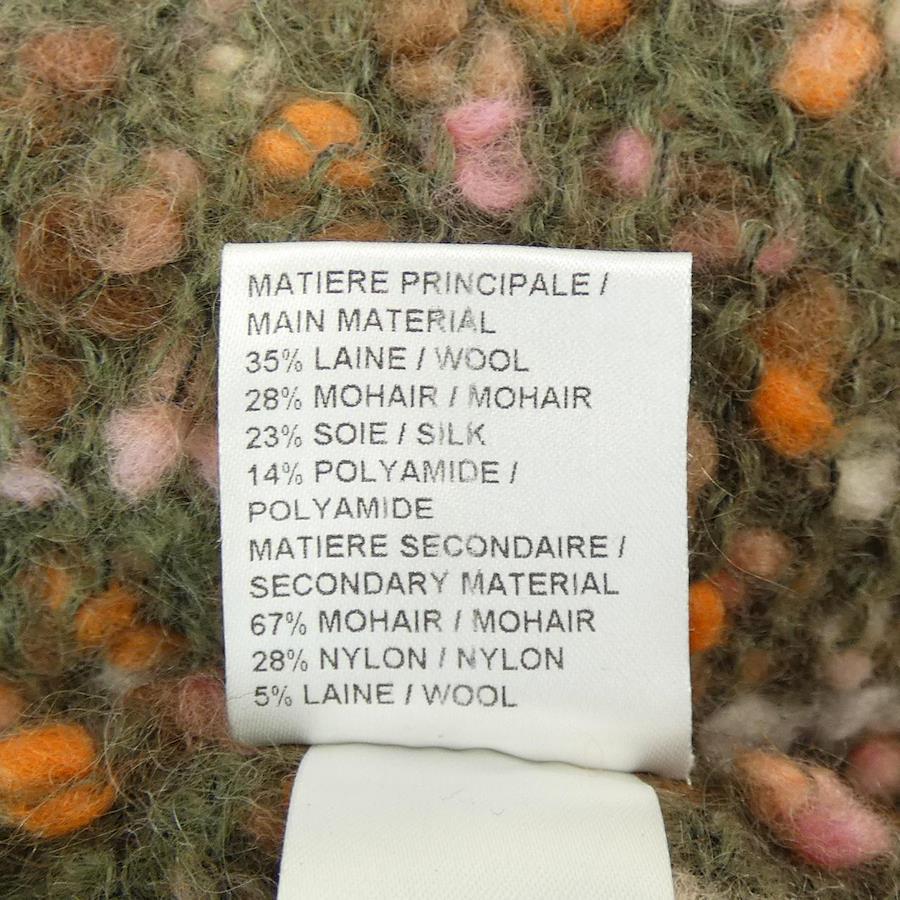 MATIERE PRINCIPALE /
MAIN MATERIAL
35% LAINE / WOOL
28% MOHAIR / MOHAIR
23% SOIE / SILK
14% POLYAMIDE /
POLYAMIDE
MATIERE SECONDAIRE /
SECONDARY MATERIAL
67% MOHAIR / MOHAIR
28% NYLON / NYLON
5% LAINE / WOOL